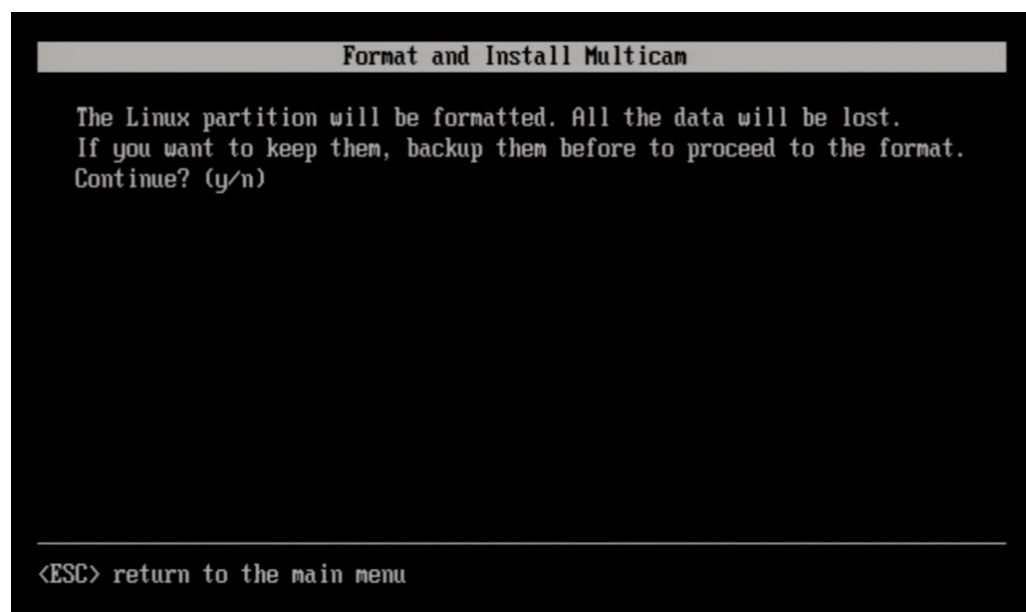 Format and Install Multicam
The Linux partition will be formatted. All the data will be lost.
If you want to keep them, backup them before to proceed to the format.
Continue? (y/n)
<ESC> return to the main menu